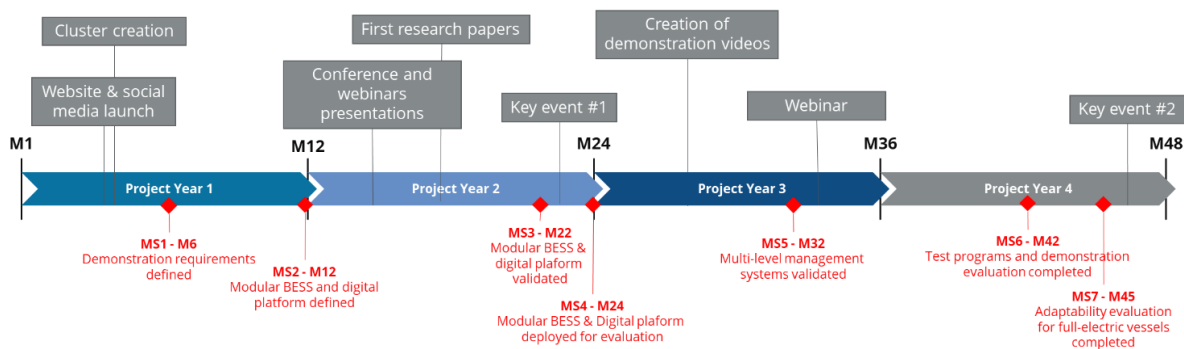 Cluster creation
Website & social
media launch
First research papers
Conference and
webinars
presentations
Key event #1
Creation of
demonstration videos
Webinar
Key event #2
M1
M12
M24
M36
M48
Project Year 1
Project Year 2
Project Year 3
Project Year 4
MS1 - M6
Demonstration requirements
defined
MS2 - M12
Modular BESS and digital
platform defined
MS3 - M22
Modular BESS &
digital plaform
validated
MS4 - M24
Modular BESS & Digital plaform
deployed for evaluation
MS5 - M32
Multi-level management
systems validated
MS6 - M42
Test programs and demonstration
evaluation completed
MS7 - M45
Adaptability evaluation
for full-electric vessels
completed